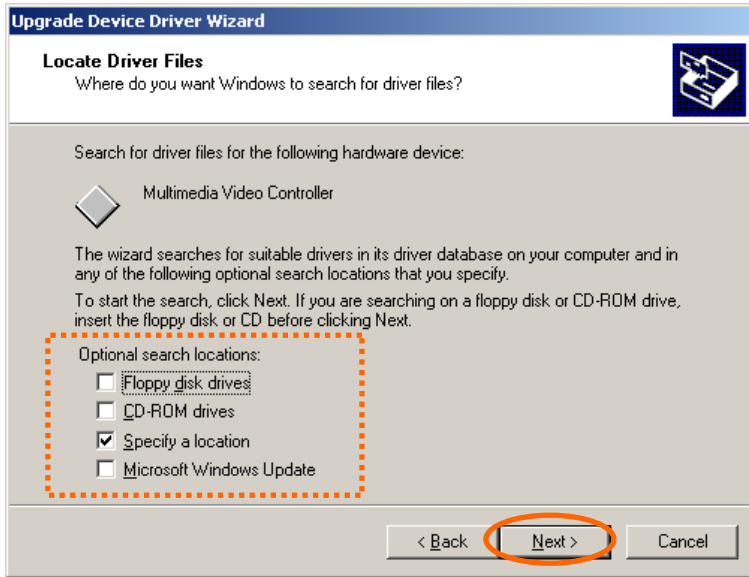 Upgrade Device Driver Wizard
Locate Driver Files
Where do you want Windows to search for driver files?
Search for driver files for the following hardware device:
Multimedia Video Controller
The wizard searches for suitable drivers in its driver database on your computer and in
any of the following optional search locations that you specify.
To start the search, click Next. If you are searching on a floppy disk or CD-ROM drive,
insert the floppy disk or CD before clicking Next.
Optional search locations:
Floppy disk drives
CD-ROM drives
Specify a location
Microsoft Windows Update
< Back Next > Cancel